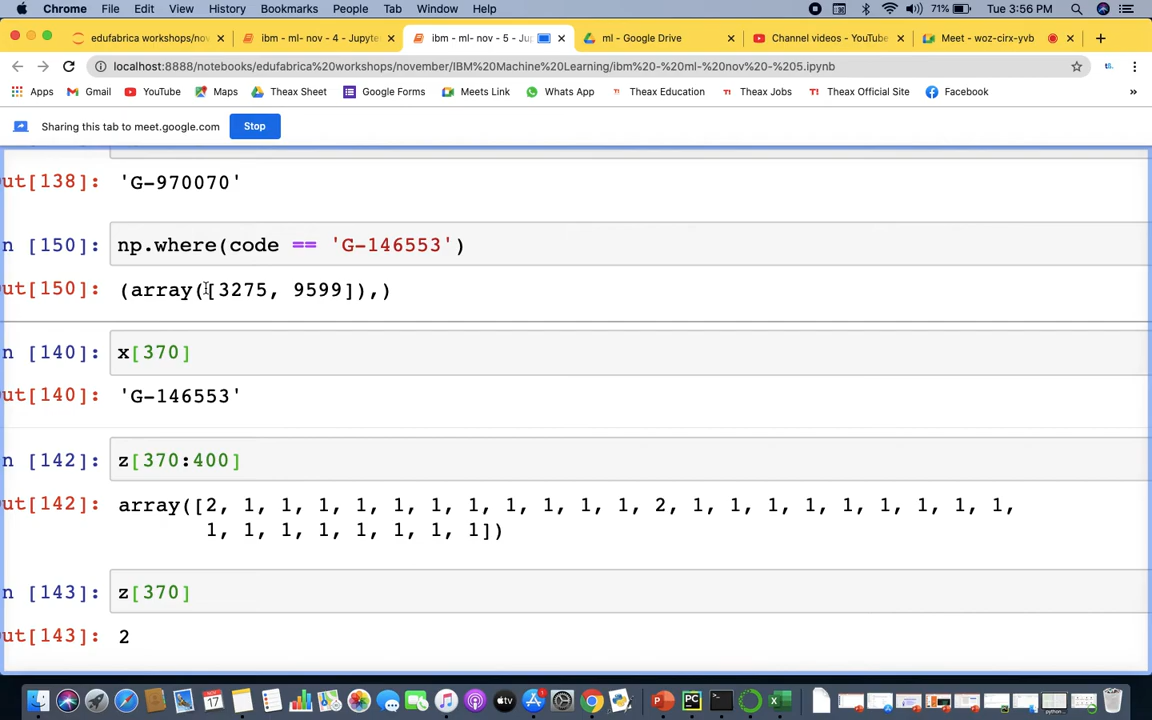 Chrome File Edit View History Bookmarks People Tab Window Help 71% Tue 3:56 PM
edufabrica workshops/nov ibm - ml- nov - 4 - Jupyte ibm - ml- nov - 5 - Ju ml - Google Drive Channel videos - YouTube Meet - woz-cirx-yvb
localhost:8888/notebooks/edufabrica%20workshops/november/IBM%20Machine%20Learning/ibm%20-%20ml-%20nov%20-%205.ipynb
Apps Gmail YouTube Maps Theax Sheet Google Forms Meets Link Whats App Theax Education Theax Jobs Theax Official Site Facebook »
Sharing this tab to meet.google.com Stop
ut[138]: 'G-970070'
n [150]: np.where(code == 'G-146553')
ut[150]: (array([3275, 9599]),)
n [140]: x[370]
ut[140]: 'G-146553'
n [142]: z[370:400]
ut[142]: array([2, 1, 1, 1, 1, 1, 1, 1, 1, 1, 1, 1, 2, 1, 1, 1, 1, 1, 1, 1, 1, 1,
1, 1, 1, 1, 1, 1, 1, 1])
n [143]: z[370]
ut[143]: 2